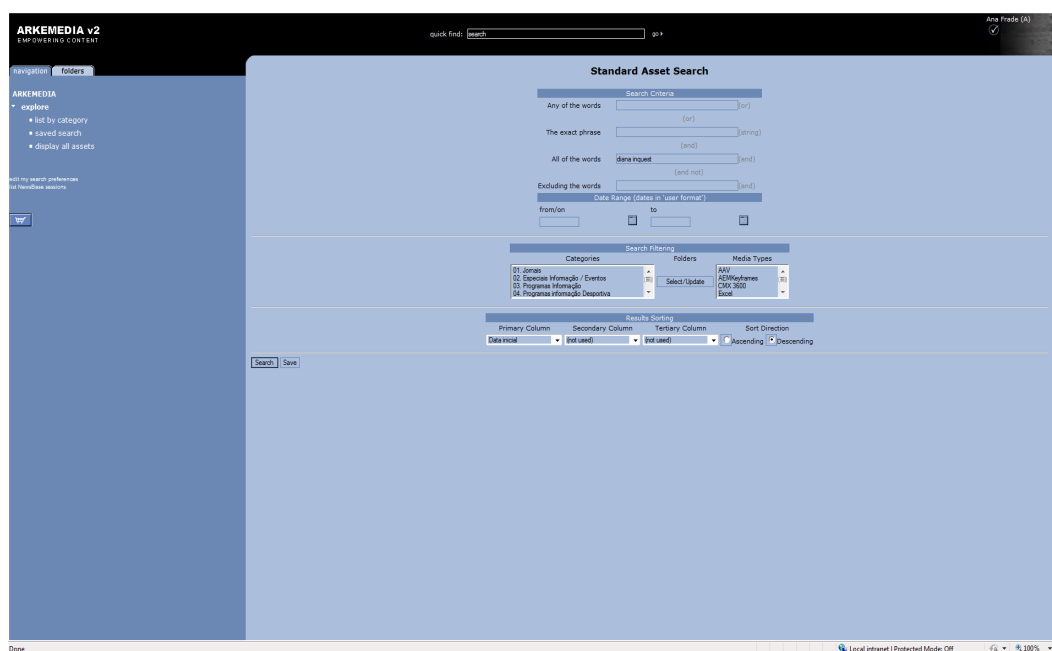 ARKEMEDIA v2
EMPOWERING CONTENT
quick find: search go
Ana Frade (A)
navigation folders
ARKEMEDIA
explore
list by category
saved search
display all assets
edit my search preferences
list NewsBase sessions
Standard Asset Search
Search Criteria
Any of the words (or)
(or)
The exact phrase (string)
(and)
All of the words diana inquest (and)
(and not)
Excluding the words (and)
Date Range (dates in 'user format')
from/on to
Search Filtering
Categories Folders Media Types
01. Jornais
02. Especiais Informação / Eventos
03. Programas Informação
04. Programas informação Desportiva
Select/Update
AAV
AEMKeyframes
CMX 3600
Excel
Results Sorting
Primary Column Secondary Column Tertiary Column Sort Direction
Data inicial (not used) (not used) Ascending Descending
Search Save
Done Local intranet | Protected Mode: Off 100%